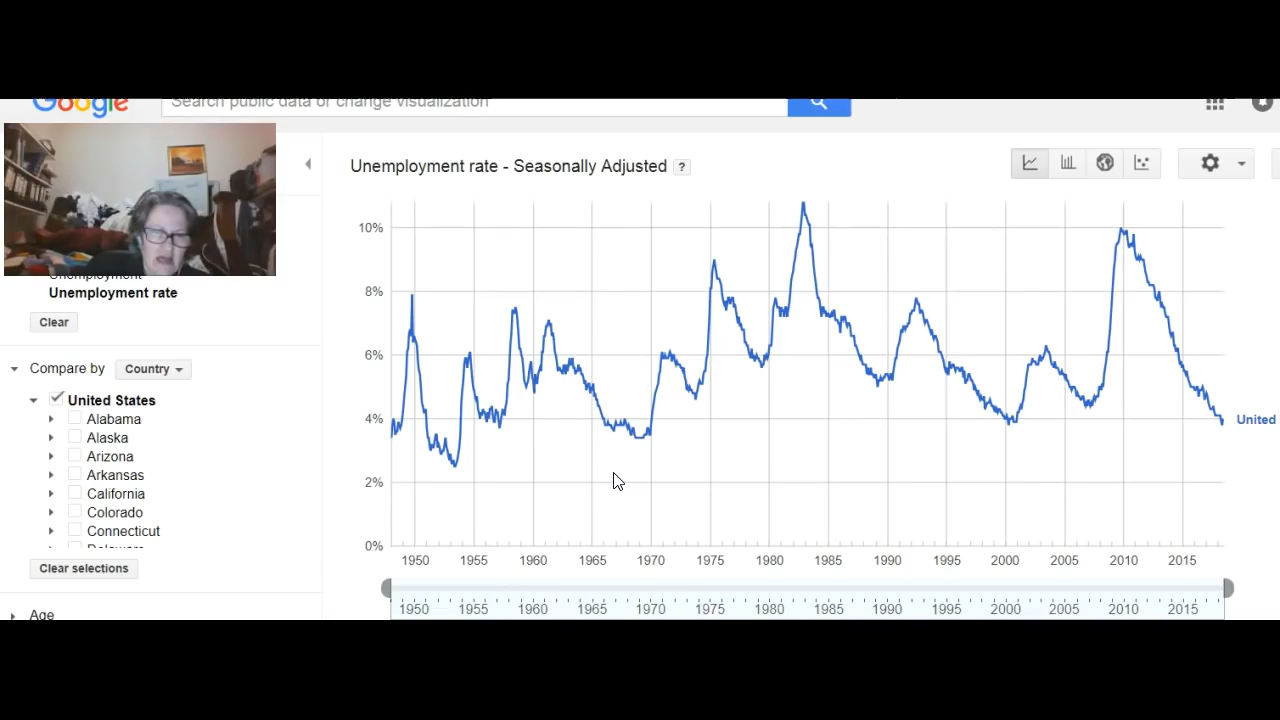 Google
Search public data or change visualization
Unemployment rate - Seasonally Adjusted ?
Unemployment
Unemployment rate
Clear
Compare by Country
United States
Alabama
Alaska
Arizona
Arkansas
California
Colorado
Connecticut
Delaware
Clear selections
Age
10%
8%
6%
4%
2%
0%
United
1950 1955 1960 1965 1970 1975 1980 1985 1990 1995 2000 2005 2010 2015
1950 1955 1960 1965 1970 1975 1980 1985 1990 1995 2000 2005 2010 2015